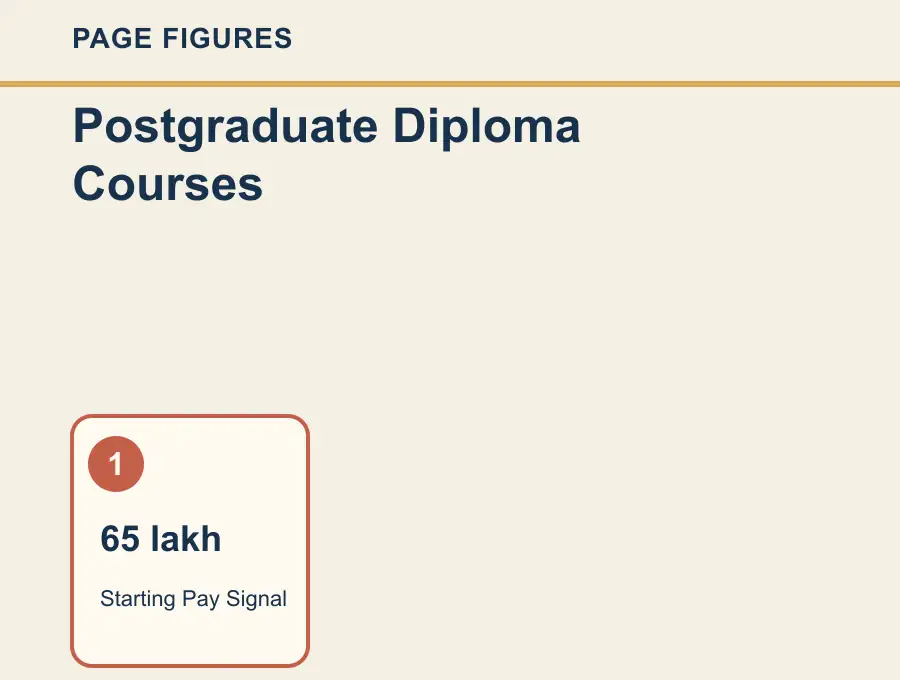 PAGE FIGURES
Postgraduate Diploma
Courses
1
65 lakh
Starting Pay Signal